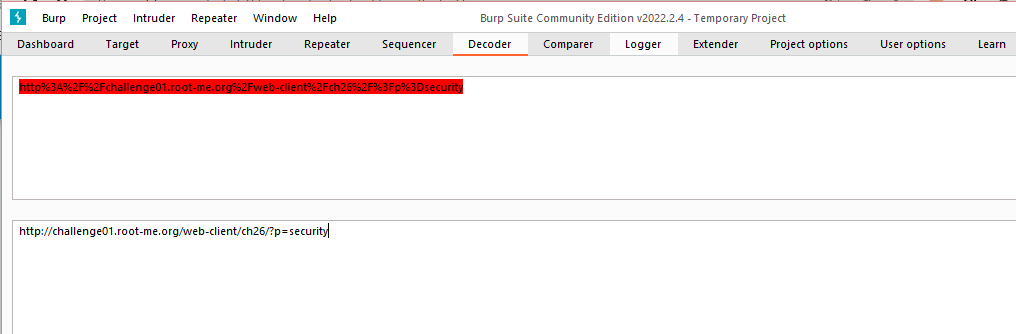 Burp Project Intruder Repeater Window Help Burp Suite Community Edition v2022.2.4 - Temporary Project
Dashboard Target Proxy Intruder Repeater Sequencer Decoder Comparer Logger Extender Project options User options Learn
http%3A%2F%2Fchallenge01.root-me.org%2Fweb-client%2Fch26%2F%3Fp%3Dsecurity
http://challenge01.root-me.org/web-client/ch26/?p=security